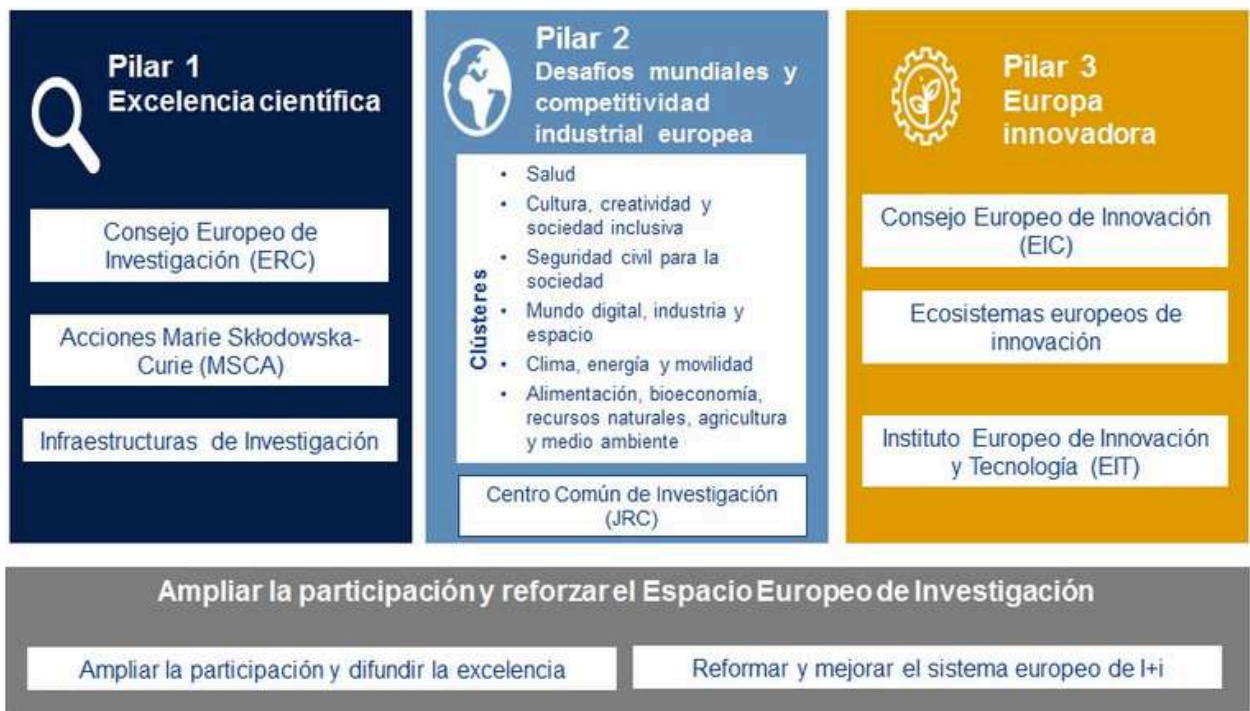 Pilar 1
Excelencia científica
Consejo Europeo de
Investigación (ERC)
Acciones Marie Skłodowska-
Curie (MSCA)
Infraestructuras de Investigación
Pilar 2
Desafíos mundiales y
competitividad
industrial europea
Clústeres
• Salud
• Cultura, creatividad y
sociedad inclusiva
• Seguridad civil para la
sociedad
• Mundo digital, industria y
espacio
• Clima, energía y movilidad
• Alimentación, bioeconomía,
recursos naturales, agricultura
y medio ambiente
Centro Común de Investigación
(JRC)
Pilar 3
Europa
innovadora
Consejo Europeo de Innovación
(EIC)
Ecosistemas europeos de
innovación
Instituto Europeo de Innovación
y Tecnología (EIT)
Ampliar la participación y reforzar el Espacio Europeo de Investigación
Ampliar la participación y difundir la excelencia
Reformar y mejorar el sistema europeo de I+i